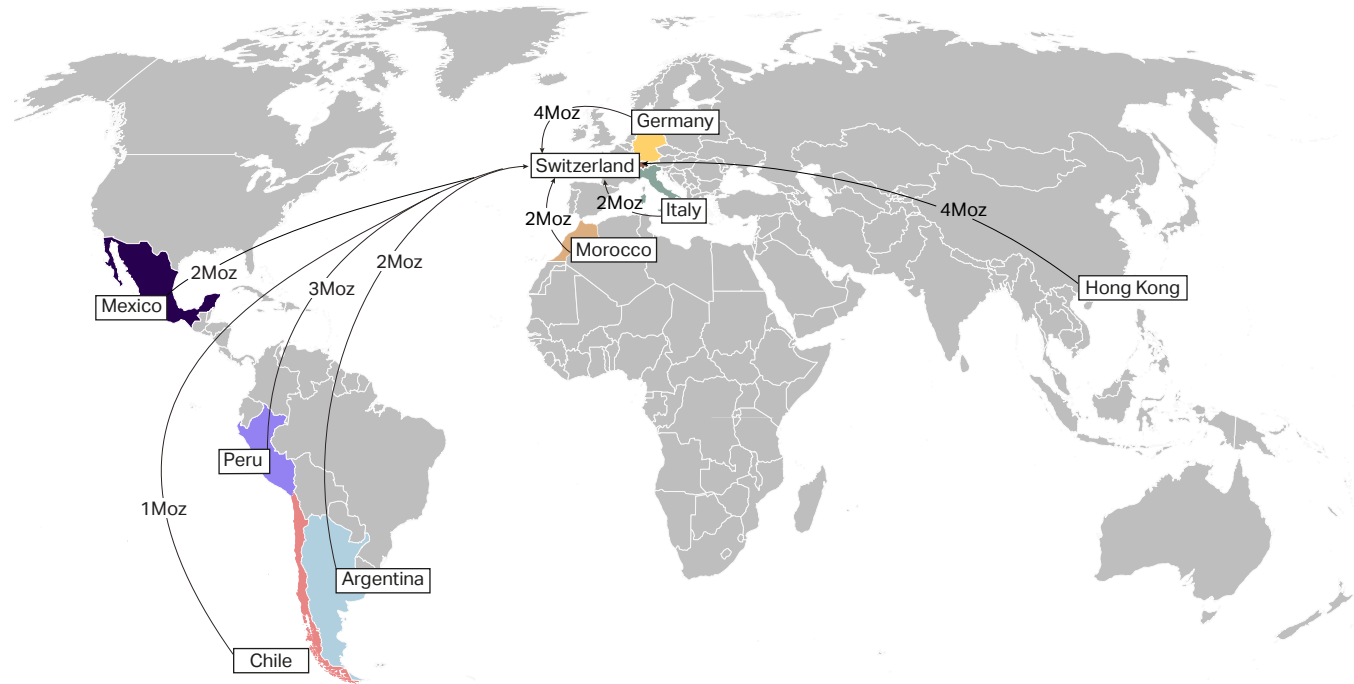 4Moz
Germany
Switzerland
2Moz
Italy
4Moz
2Moz
Morocco
2Moz
2Moz
3Moz
Hong Kong
Mexico
Peru
1Moz
Argentina
Chile